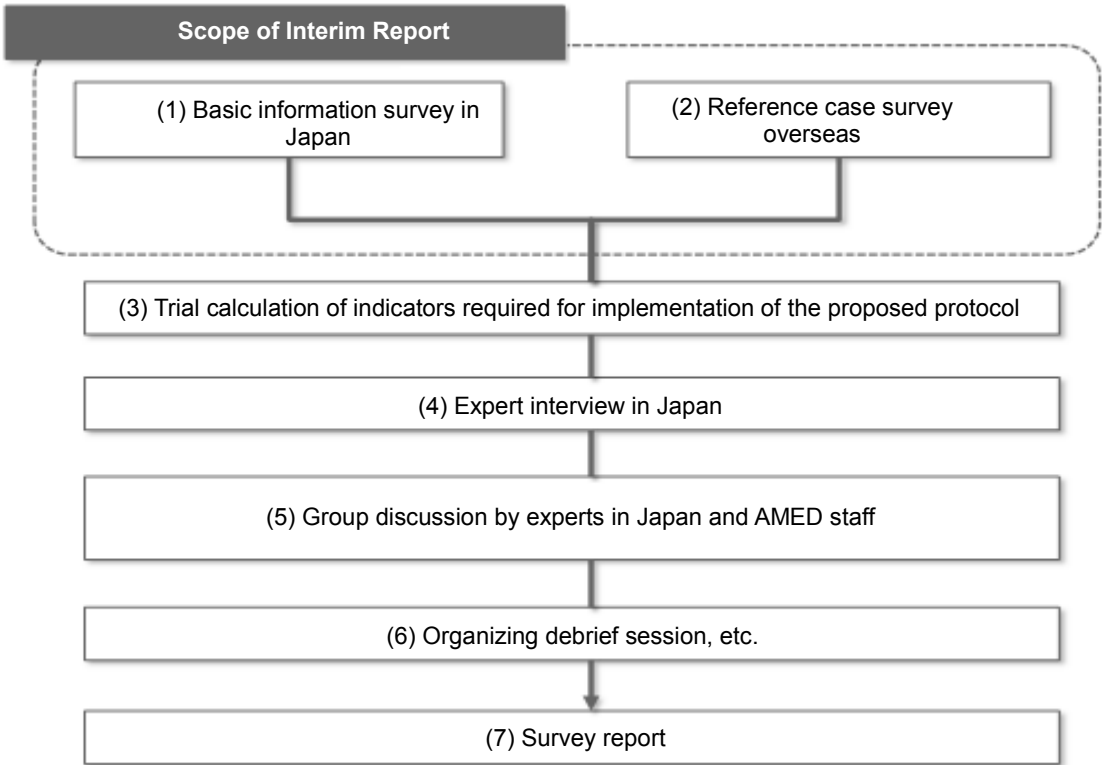 Scope of Interim Report
(1) Basic information survey in
Japan
(2) Reference case survey
overseas
(3) Trial calculation of indicators required for implementation of the proposed protocol
(4) Expert interview in Japan
(5) Group discussion by experts in Japan and AMED staff
(6) Organizing debrief session, etc.
(7) Survey report